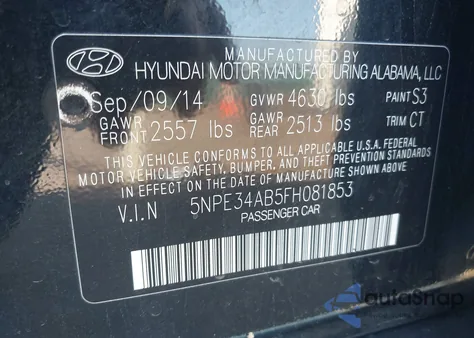 MANUFACTURED BY
HYUNDAI MOTOR MANUFACTURING ALABAMA, LLC
Sep/09/14 GVWR 4630 lbs PAINT S3
GAWR FRONT 2557 lbs GAWR REAR 2513 lbs TRIM CT
THIS VEHICLE CONFORMS TO ALL APPLICABLE U.S.A. FEDERAL
MOTOR VEHICLE SAFETY, BUMPER, AND THEFT PREVENTION STANDARDS
IN EFFECT ON THE DATE OF MANUFACTURE SHOWN ABOVE.
V.I.N 5NPE34AB5FH081853
PASSENGER CAR
AutoSnap